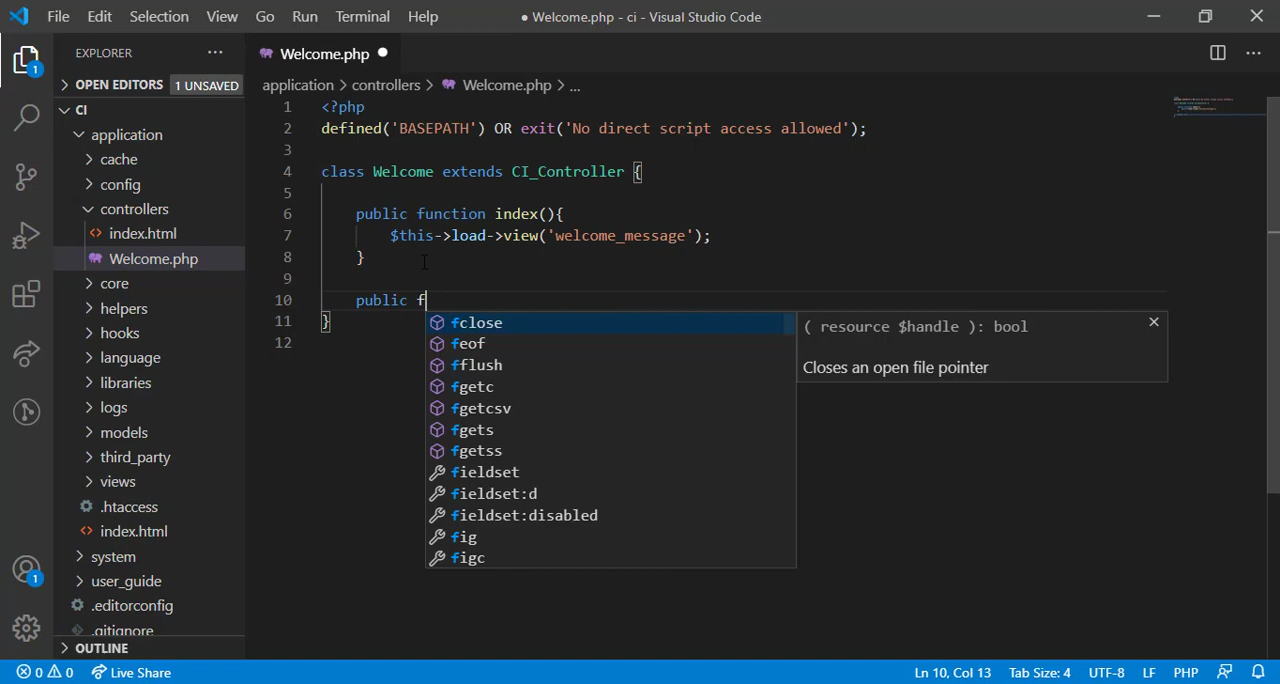 File Edit Selection View Go Run Terminal Help
● Welcome.php - ci - Visual Studio Code
EXPLORER
OPEN EDITORS 1 UNSAVED
CI
application
cache
config
controllers
index.html
Welcome.php
core
helpers
hooks
language
libraries
logs
models
third_party
views
.htaccess
index.html
system
user_guide
.editorconfig
.gitignore
OUTLINE
1
1
Welcome.php ●
application > controllers > Welcome.php > ...
1 <?php
2 defined('BASEPATH') OR exit('No direct script access allowed');
3
4 class Welcome extends CI_Controller {
5
6 public function index(){
7 $this->load->view('welcome_message');
8 }
9
10 public f
11 }
12
fclose
feof
fflush
fgetc
fgetcsv
fgets
fgetss
fieldset
fieldset:d
fieldset:disabled
fig
figc
( resource $handle ): bool
Closes an open file pointer
0 0 Live Share Ln 10, Col 13 Tab Size: 4 UTF-8 LF PHP